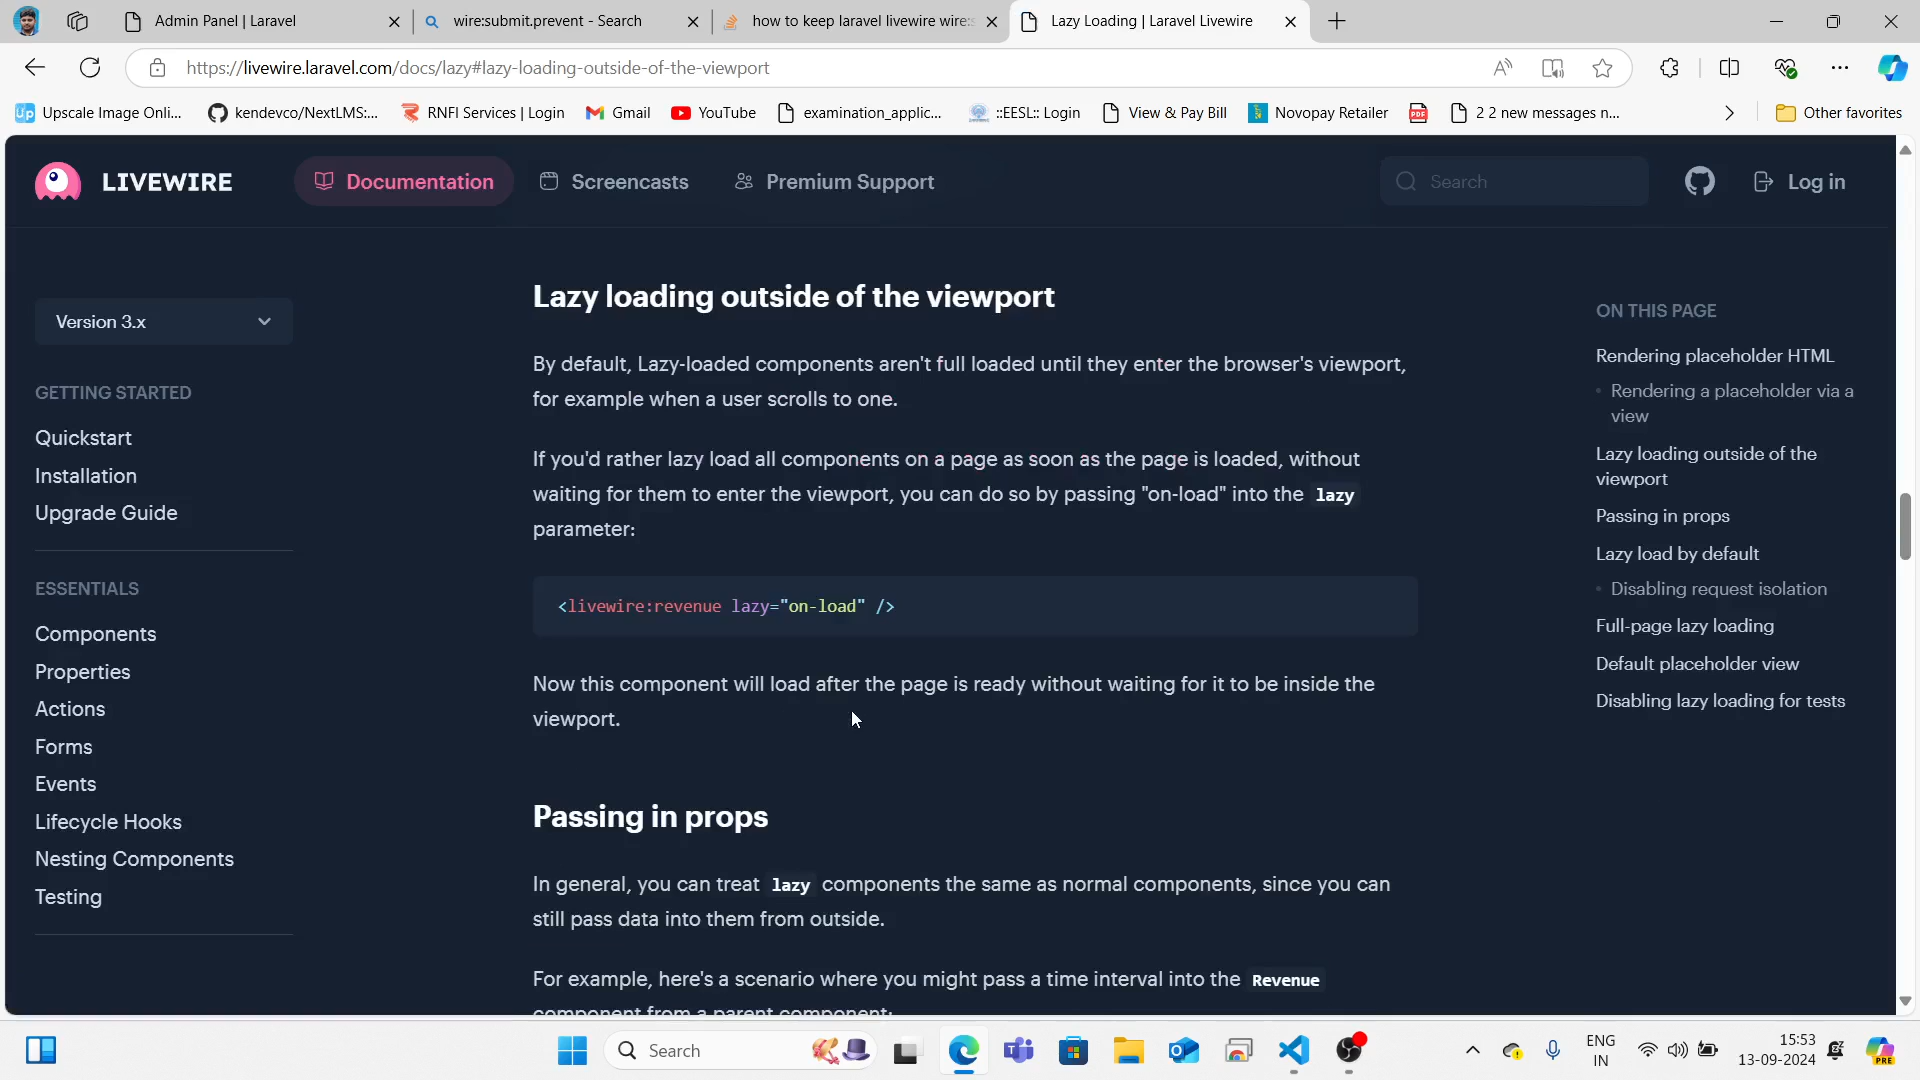 Admin Panel | Laravel
wire:submit.prevent - Search
how to keep laravel livewire wire:s
Lazy Loading | Laravel Livewire
https://livewire.laravel.com/docs/lazy#lazy-loading-outside-of-the-viewport
Upscale Image Onli...
kendevco/NextLMS:...
RNFI Services | Login
Gmail
YouTube
examination_applic...
::EESL:: Login
View & Pay Bill
Novopay Retailer
2 2 new messages n...
Other favorites
LIVEWIRE
Documentation
Screencasts
Premium Support
Search
Log in
Version 3.x
GETTING STARTED
Quickstart
Installation
Upgrade Guide
ESSENTIALS
Components
Properties
Actions
Forms
Events
Lifecycle Hooks
Nesting Components
Testing
Lazy loading outside of the viewport
By default, Lazy-loaded components aren't full loaded until they enter the browser's viewport,
for example when a user scrolls to one.
If you'd rather lazy load all components on a page as soon as the page is loaded, without
waiting for them to enter the viewport, you can do so by passing "on-load" into the lazy
parameter:
<livewire:revenue lazy="on-load" />
Now this component will load after the page is ready without waiting for it to be inside the
viewport.
Passing in props
In general, you can treat lazy components the same as normal components, since you can
still pass data into them from outside.
For example, here's a scenario where you might pass a time interval into the Revenue
component from a parent component:
ON THIS PAGE
Rendering placeholder HTML
Rendering a placeholder via a
view
Lazy loading outside of the
viewport
Passing in props
Lazy load by default
Disabling request isolation
Full-page lazy loading
Default placeholder view
Disabling lazy loading for tests
Search
ENG
IN
15:53
13-09-2024